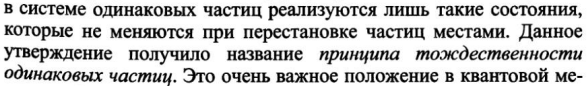 в системе одинаковых частиц реализуются лишь такие состояния,
которые не меняются при перестановке частиц местами. Данное
утверждение получило название принципа тождественности
одинаковых частиц. Это очень важное положение в квантовой ме-